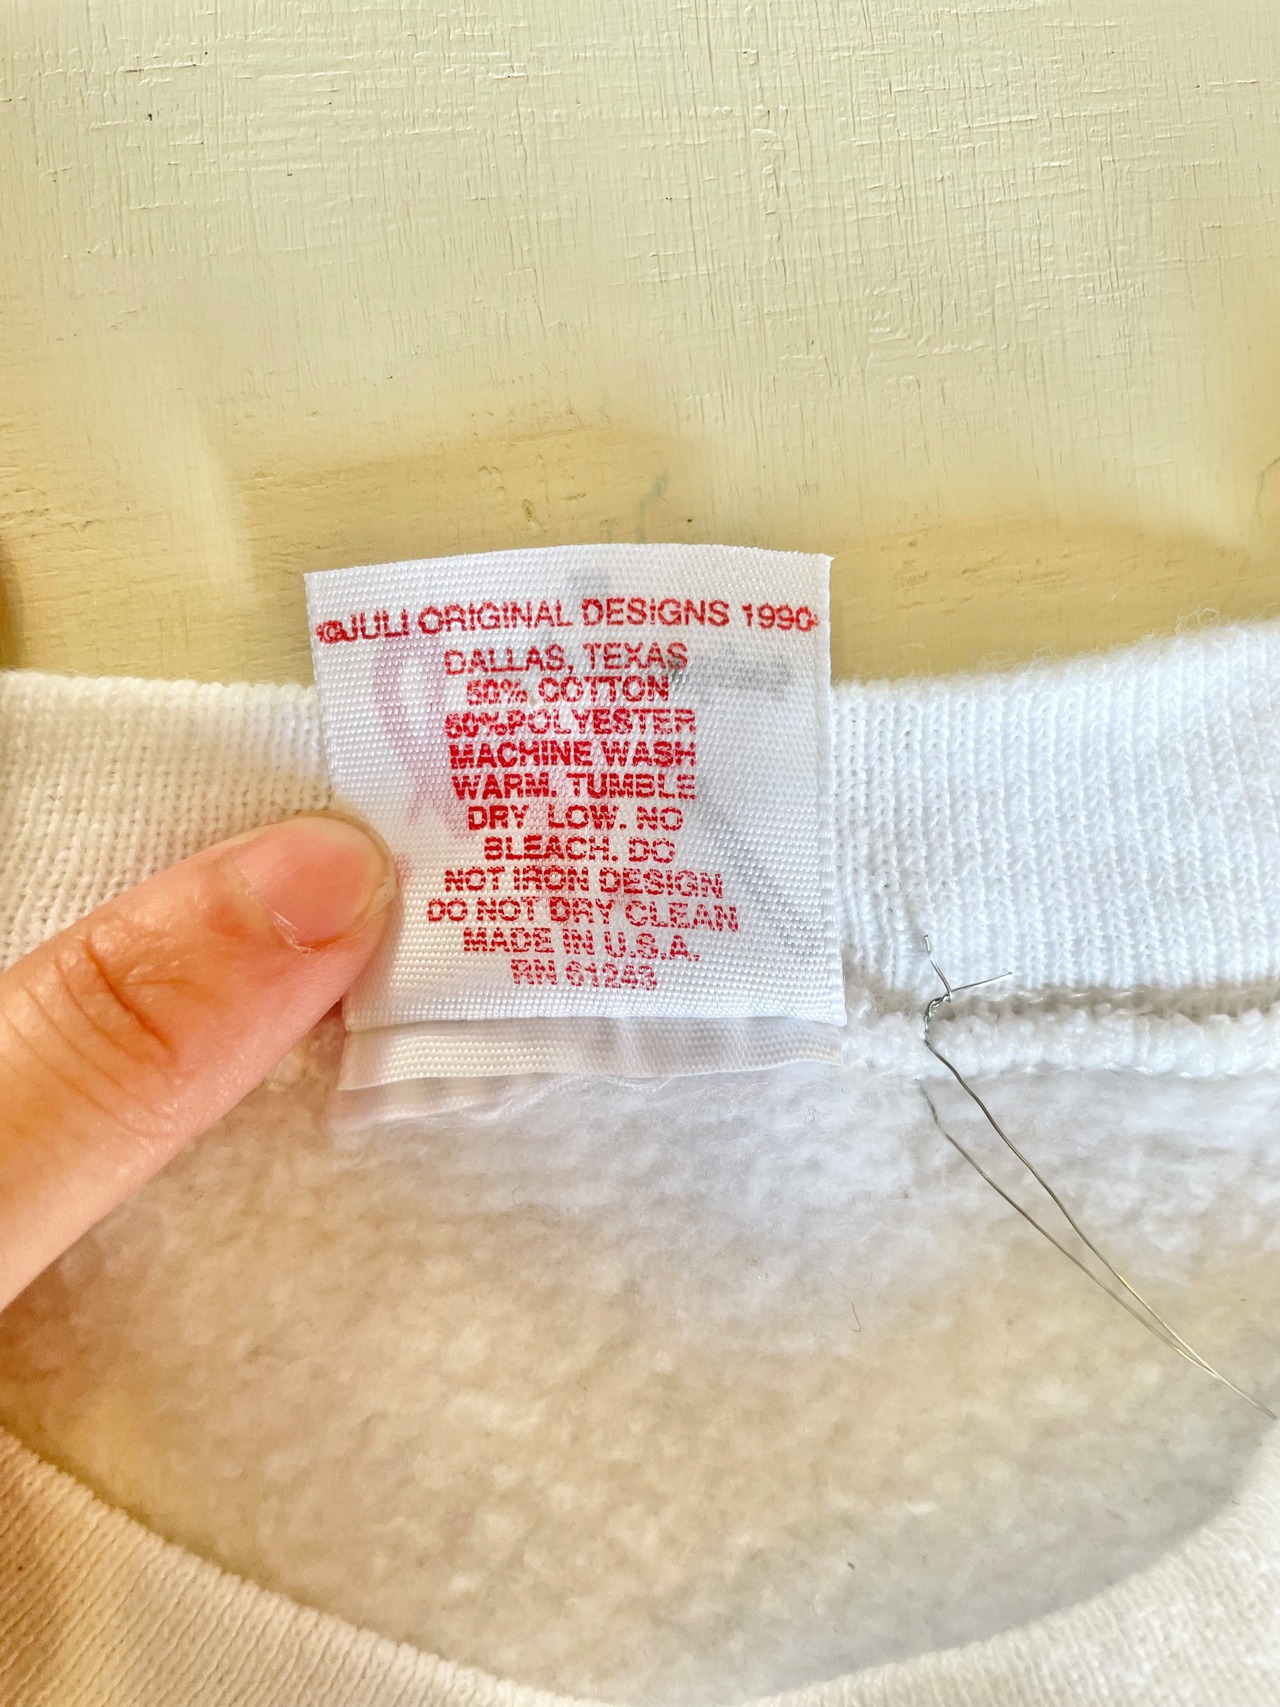 ©JULI ORIGINAL DESIGNS 1990
DALLAS, TEXAS
50% COTTON
50% POLYESTER
MACHINE WASH
WARM. TUMBLE
DRY LOW. NO
BLEACH. DO
NOT IRON DESIGN
DO NOT DRY CLEAN
MADE IN U.S.A.
RN 61243